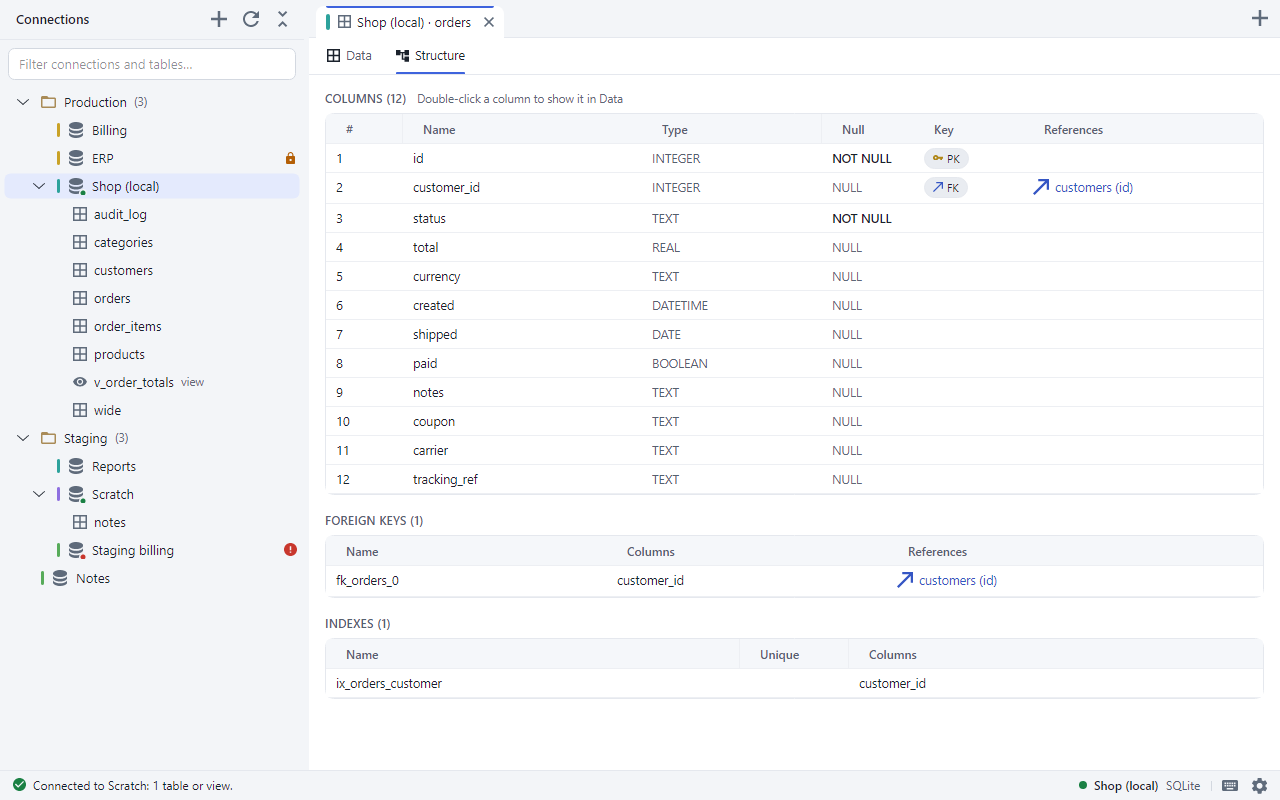 Connections
Filter connections and tables...
Production (3)
Billing
ERP
Shop (local)
audit_log
categories
customers
orders
order_items
products
v_order_totals view
wide
Staging (3)
Reports
Scratch
notes
Staging billing
Notes
Shop (local) · orders
Data Structure
COLUMNS (12) Double-click a column to show it in Data
# Name Type Null Key References
1 id INTEGER NOT NULL PK
2 customer_id INTEGER NULL FK customers (id)
3 status TEXT NOT NULL
4 total REAL NULL
5 currency TEXT NULL
6 created DATETIME NULL
7 shipped DATE NULL
8 paid BOOLEAN NULL
9 notes TEXT NULL
10 coupon TEXT NULL
11 carrier TEXT NULL
12 tracking_ref TEXT NULL
FOREIGN KEYS (1)
Name Columns References
fk_orders_0 customer_id customers (id)
INDEXES (1)
Name Unique Columns
ix_orders_customer customer_id
Connected to Scratch: 1 table or view.
Shop (local) SQLite